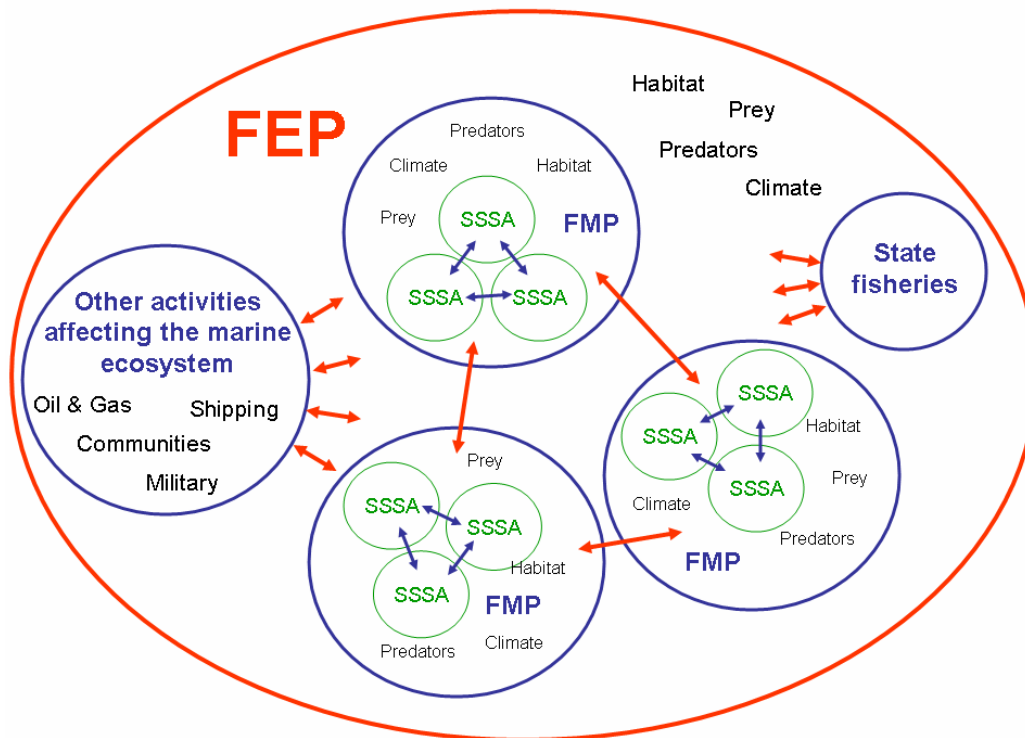 FEP
Habitat
Prey
Predators
Climate
Predators
Climate
Habitat
Prey
SSSA
FMP
SSSA
SSSA
State
fisheries
Other activities
affecting the marine
ecosystem
Oil & Gas
Shipping
Communities
Military
SSSA
SSSA
Habitat
SSSA
Prey
Climate
Predators
FMP
Prey
SSSA
SSSA
Habitat
SSSA
FMP
Climate
Predators